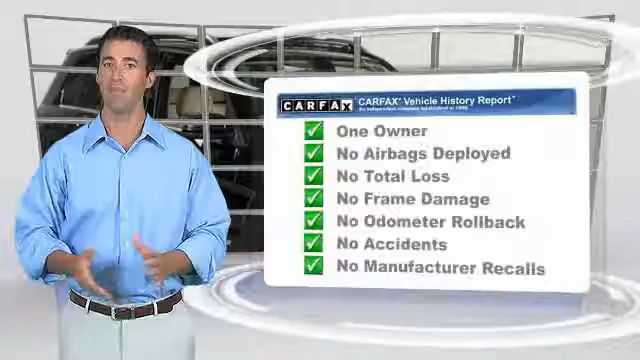 CARFAX CARFAX® Vehicle History Report™
One Owner
No Airbags Deployed
No Total Loss
No Frame Damage
No Odometer Rollback
No Accidents
No Manufacturer Recalls